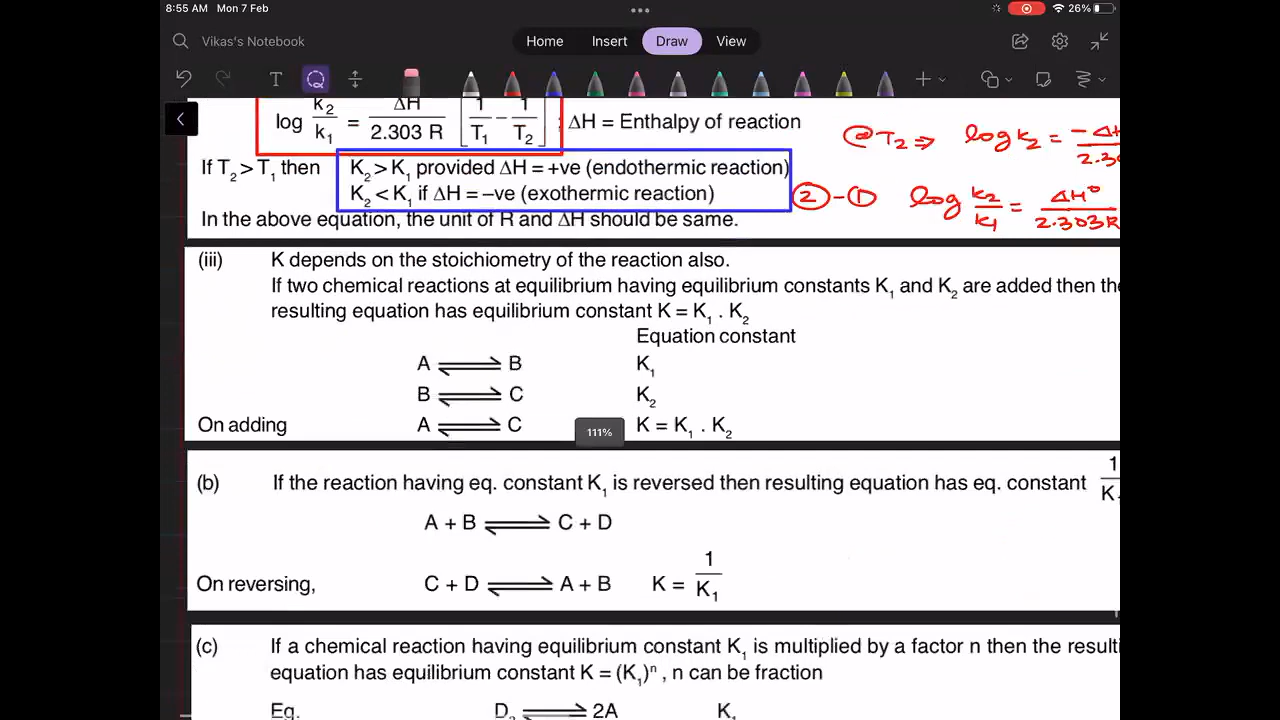 8:55 AM Mon 7 Feb
26%
Vikas's Notebook
Home Insert Draw View
log k₂/k₁ = ΔH/2.303 R [1/T₁ − 1/T₂] ; ΔH = Enthalpy of reaction
@T₂ ⇒ log k₂ = −ΔH/2.30
If T₂ > T₁ then K₂ > K₁ provided ΔH = +ve (endothermic reaction)
K₂ < K₁ if ΔH = –ve (exothermic reaction)
② − ① log k₂/k₁ = ΔH°/2.303R
In the above equation, the unit of R and ΔH should be same.
(iii) K depends on the stoichiometry of the reaction also.
If two chemical reactions at equilibrium having equilibrium constants K₁ and K₂ are added then the
resulting equation has equilibrium constant K = K₁ . K₂
Equation constant
A ⇌ B K₁
B ⇌ C K₂
On adding A ⇌ C K = K₁ . K₂
111%
(b) If the reaction having eq. constant K₁ is reversed then resulting equation has eq. constant 1/K
A + B ⇌ C + D
On reversing, C + D ⇌ A + B K = 1/K₁
(c) If a chemical reaction having equilibrium constant K₁ is multiplied by a factor n then the resulti
equation has equilibrium constant K = (K₁)ⁿ , n can be fraction
Eg. D₂ ⇌ 2A K₁